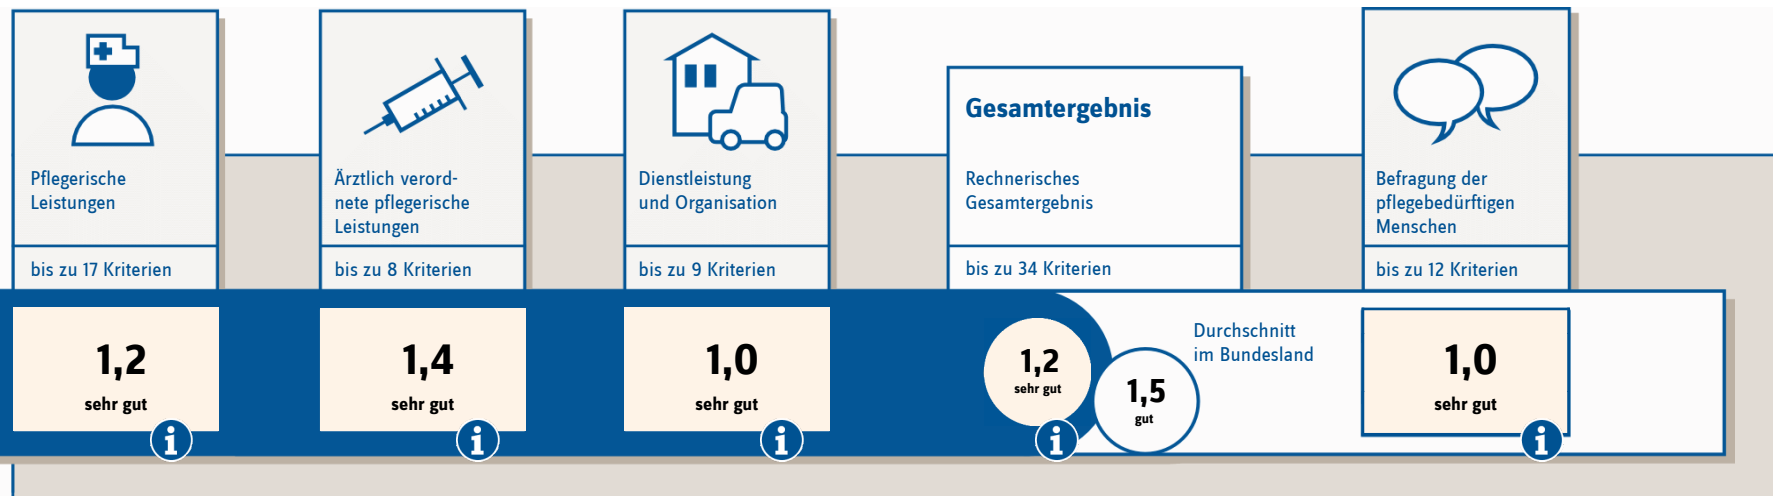 Pflegerische
Leistungen
bis zu 17 Kriterien
1,2
sehr gut
i
Ärztlich verord-
nete pflegerische
Leistungen
bis zu 8 Kriterien
1,4
sehr gut
i
Dienstleistung
und Organisation
bis zu 9 Kriterien
1,0
sehr gut
i
Gesamtergebnis
Rechnerisches
Gesamtergebnis
bis zu 34 Kriterien
1,2
sehr gut
i
1,5
gut
Durchschnitt
im Bundesland
Befragung der
pflegebedürftigen
Menschen
bis zu 12 Kriterien
1,0
sehr gut
i